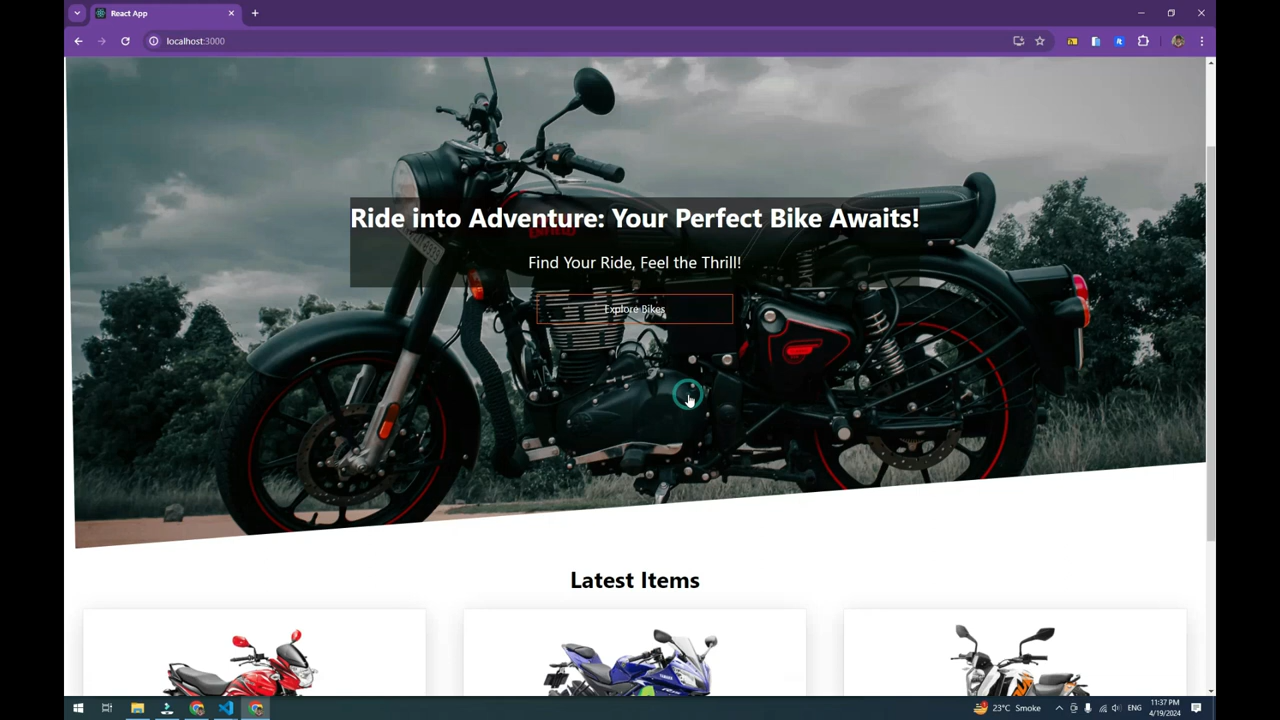 React App
localhost:3000
Ride into Adventure: Your Perfect Bike Awaits!
Find Your Ride, Feel the Thrill!
Explore Bikes
Latest Items
23°C Smoke
ENG
11:37 PM
4/19/2024